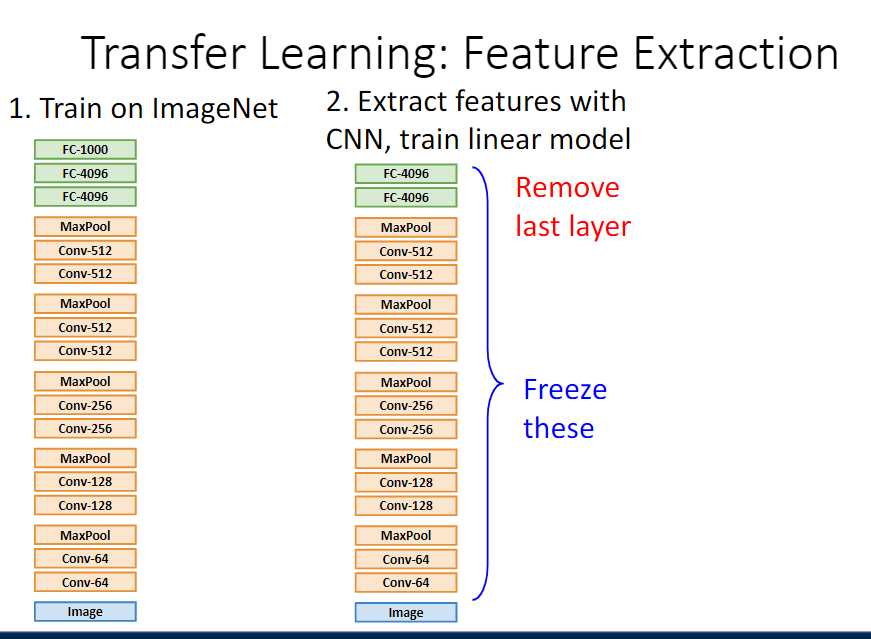 Transfer Learning: Feature Extraction
1. Train on ImageNet
FC-1000
FC-4096
FC-4096
MaxPool
Conv-512
Conv-512
MaxPool
Conv-512
Conv-512
MaxPool
Conv-256
Conv-256
MaxPool
Conv-128
Conv-128
MaxPool
Conv-64
Conv-64
Image
2. Extract features with
CNN, train linear model
FC-4096
FC-4096
MaxPool
Conv-512
Conv-512
MaxPool
Conv-512
Conv-512
MaxPool
Conv-256
Conv-256
MaxPool
Conv-128
Conv-128
MaxPool
Conv-64
Conv-64
Image
Remove
last layer
Freeze
these